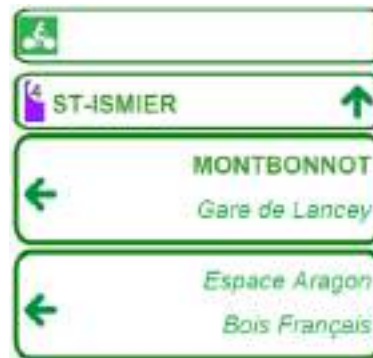 4 ST-ISMIER
MONTBONNOT
Gare de Lancey
Espace Aragon
Bois Français